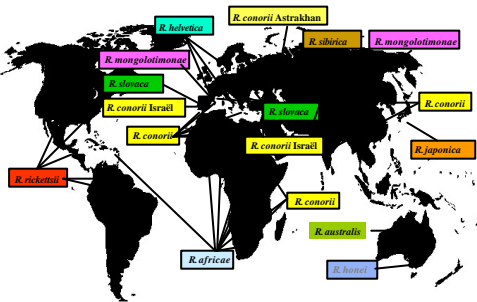 R. conorii Astrakhan
R. helvetica
R. sibirica
R. mongolotimonae
R. mongolotimonae
R. slovaca
R. conorii Israël
R. slovaca
R. conorii
R. conorii
R. conorii Israël
R. japonica
R. rickettsii
R. conorii
R. australis
R. africae
R. honei